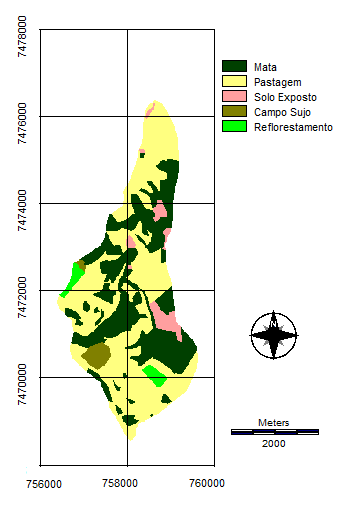 7478000
7476000
7474000
7472000
7470000
756000
758000
760000
Mata
Pastagem
Solo Exposto
Campo Sujo
Reflorestamento
N
Meters
2000